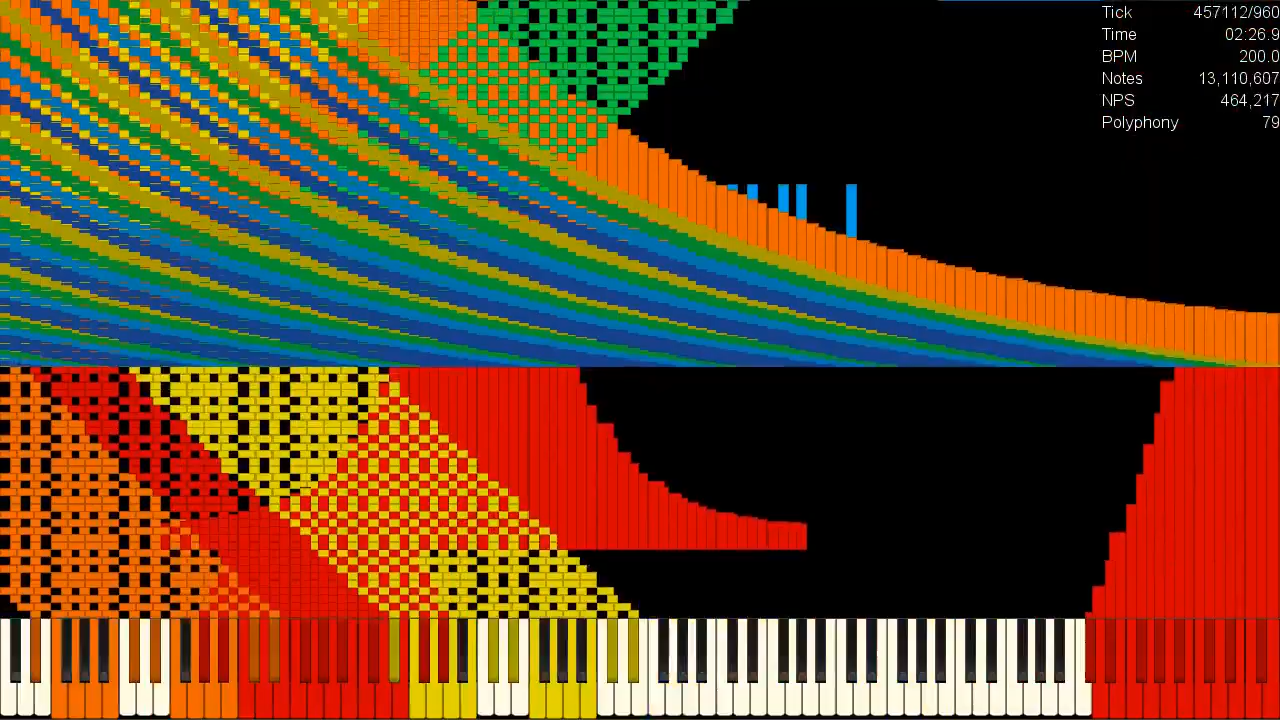 Tick 457112/960
Time 02:26.9
BPM 200.0
Notes 13,110,607
NPS 464,217
Polyphony 79